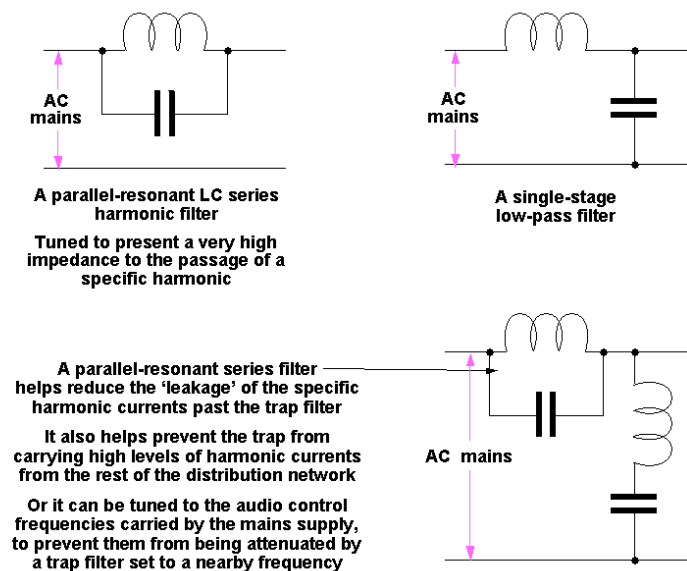 AC
mains
A parallel-resonant LC series
harmonic filter
Tuned to present a very high
impedance to the passage of a
specific harmonic
AC
mains
A single-stage
low-pass filter
A parallel-resonant series filter
helps reduce the ‘leakage’ of the specific
harmonic currents past the trap filter
It also helps prevent the trap from
carrying high levels of harmonic currents
from the rest of the distribution network
Or it can be tuned to the audio control
frequencies carried by the mains supply,
to prevent them from being attenuated by
a trap filter set to a nearby frequency
AC mains